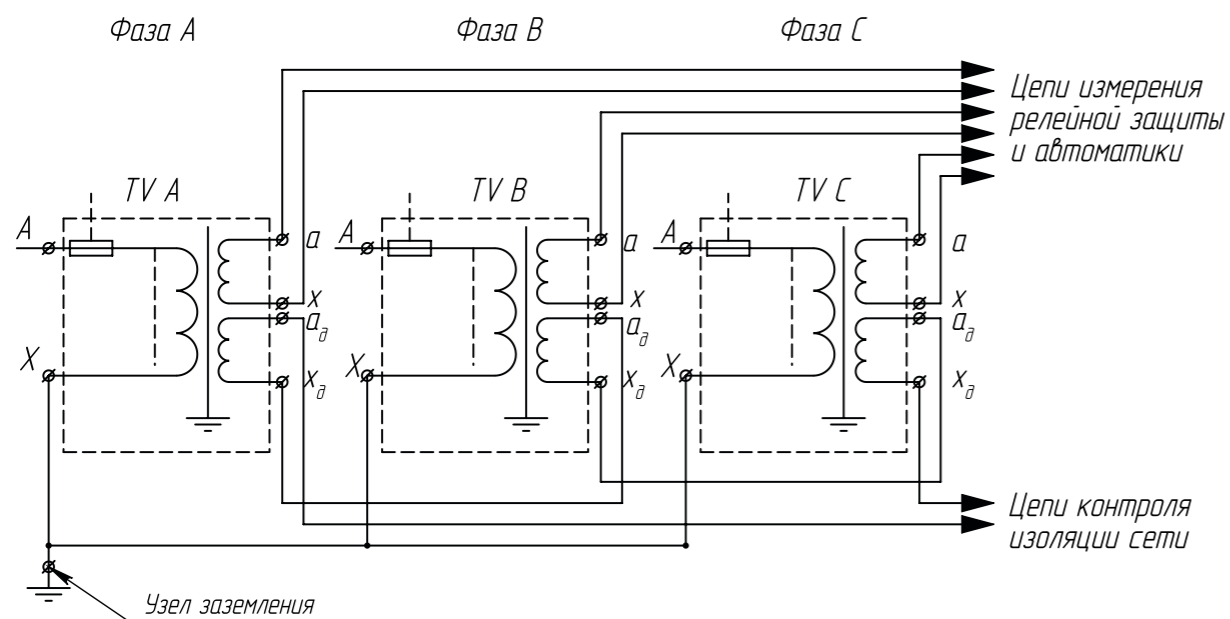 Фаза А Фаза В Фаза С
Цепи измерения
релейной защиты
и автоматики
TV A TV B TV C
А а А а А а
х х х
aд aд aд
Х xд Х xд Х xд
Цепи контроля
изоляции сети
Узел заземления